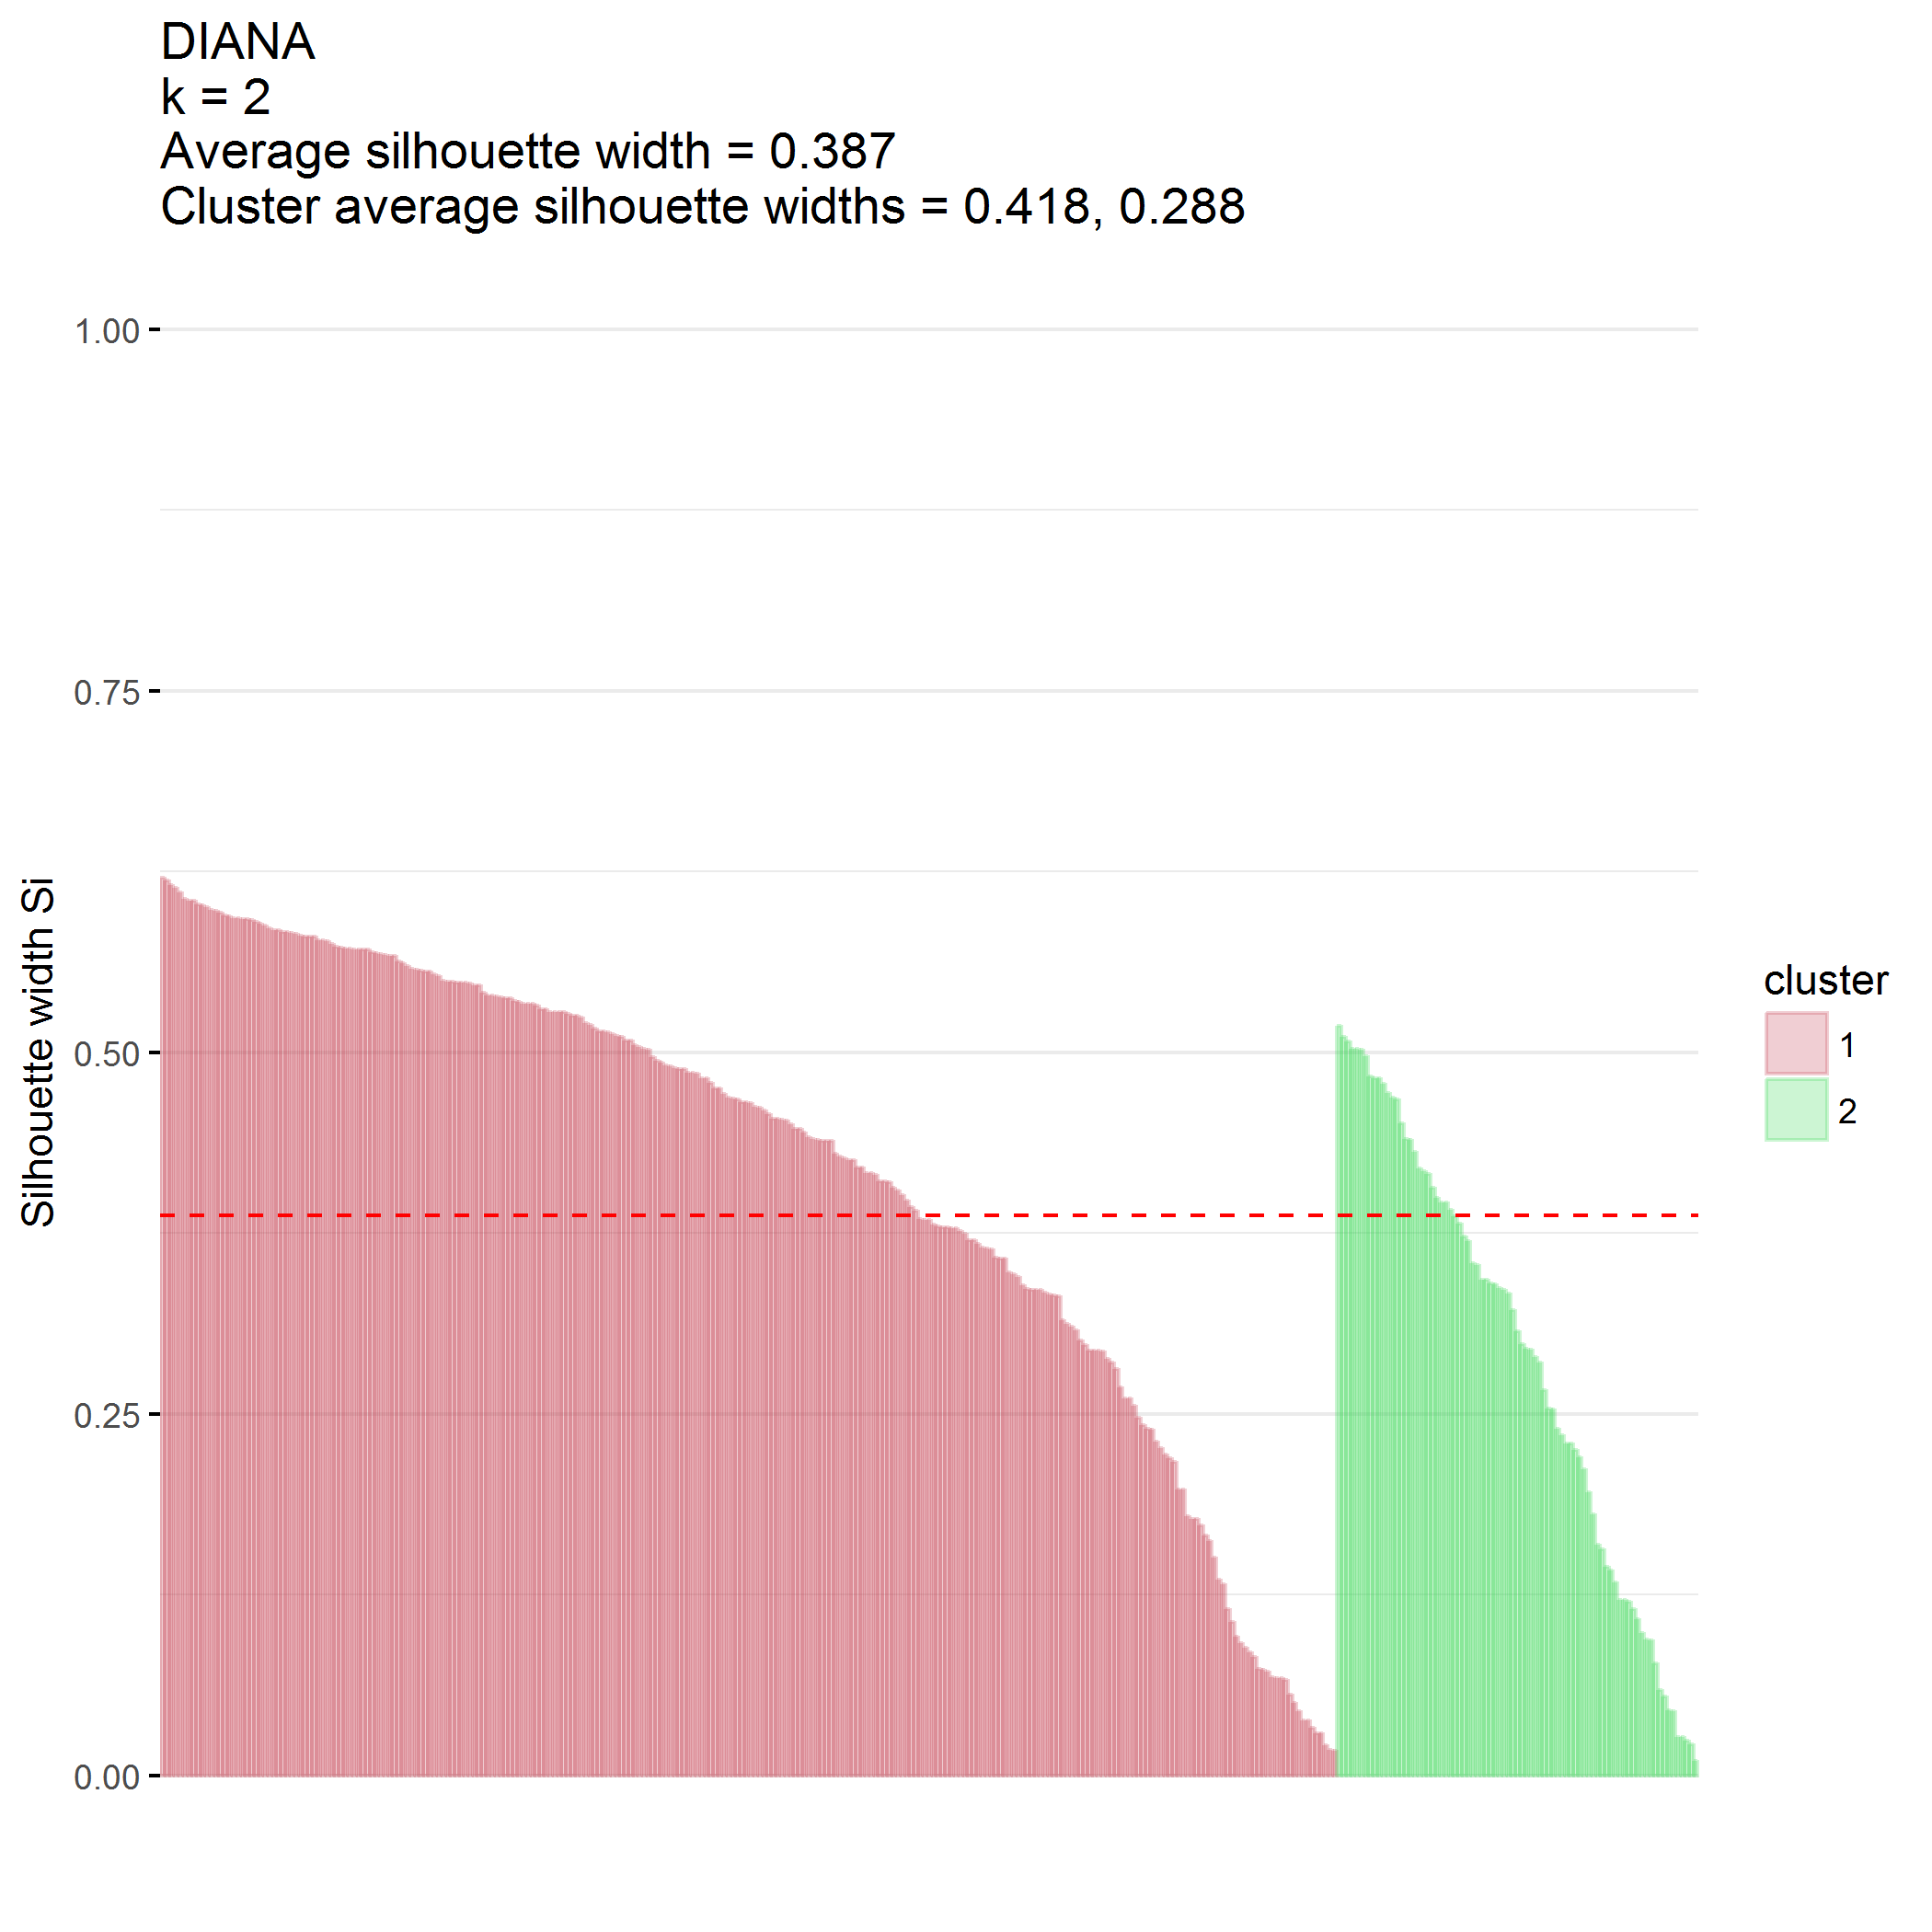 DIANA
k = 2
Average silhouette width = 0.387
Cluster average silhouette widths = 0.418, 0.288
1.00
0.75
0.50
0.25
0.00
Silhouette width Si
cluster
1
2